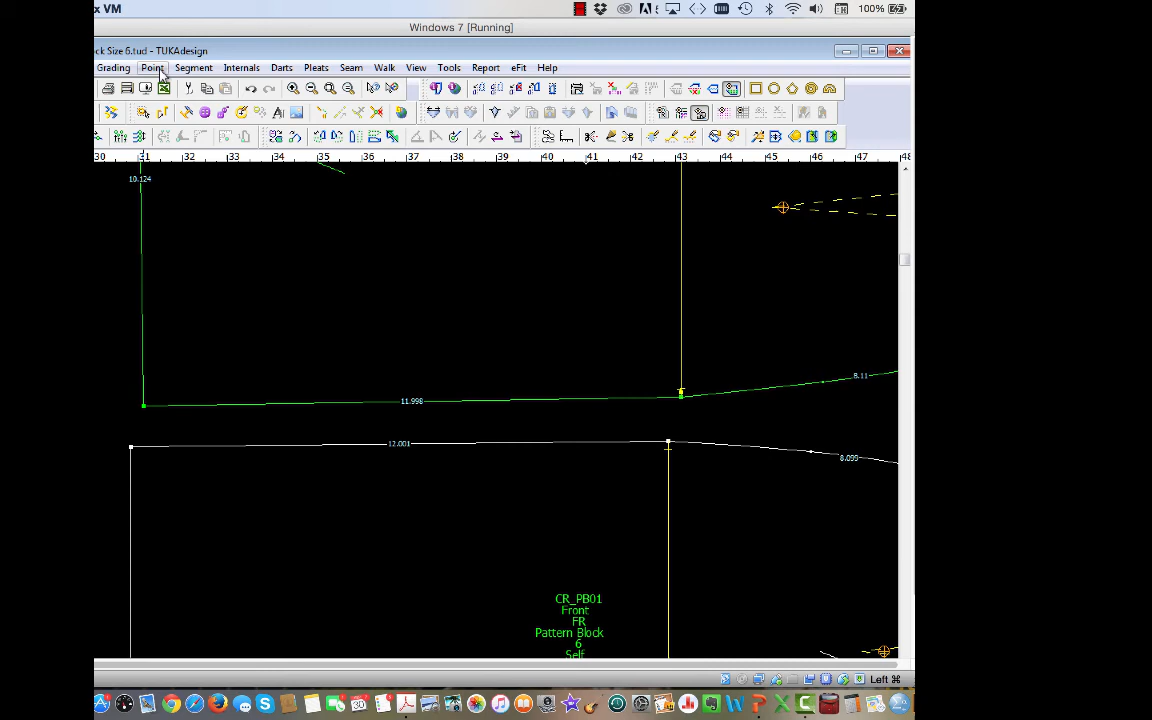 x VM
100%
Windows 7 [Running]
ck Size 6.tud - TUKAdesign
Grading Point Segment Internals Darts Pleats Seam Walk View Tools Report eFit Help
30 31 32 33 34 35 36 37 38 39 40 41 42 43 44 45 46 47 48
10.124
8.11
11.998
12.001
8.099
CR_PB01
Front
FR
Pattern Block
6
Self
Left ⌘